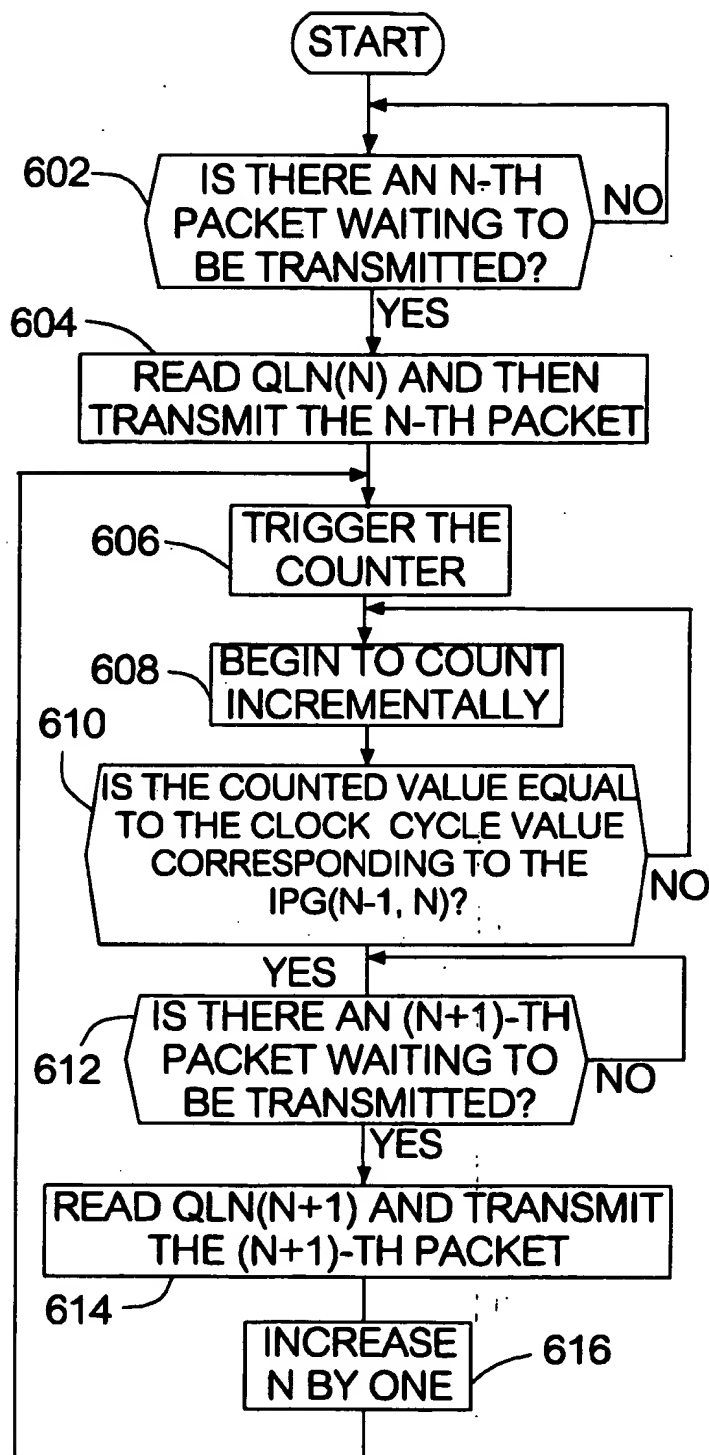 START
602
IS THERE AN N-TH
PACKET WAITING TO
BE TRANSMITTED?
NO
YES
604
READ QLN(N) AND THEN
TRANSMIT THE N-TH PACKET
606
TRIGGER THE
COUNTER
608
BEGIN TO COUNT
INCREMENTALLY
610
IS THE COUNTED VALUE EQUAL
TO THE CLOCK CYCLE VALUE
CORRESPONDING TO THE
IPG(N-1, N)?
NO
YES
612
IS THERE AN (N+1)-TH
PACKET WAITING TO
BE TRANSMITTED?
NO
YES
READ QLN(N+1) AND TRANSMIT
THE (N+1)-TH PACKET
614
INCREASE
N BY ONE
616